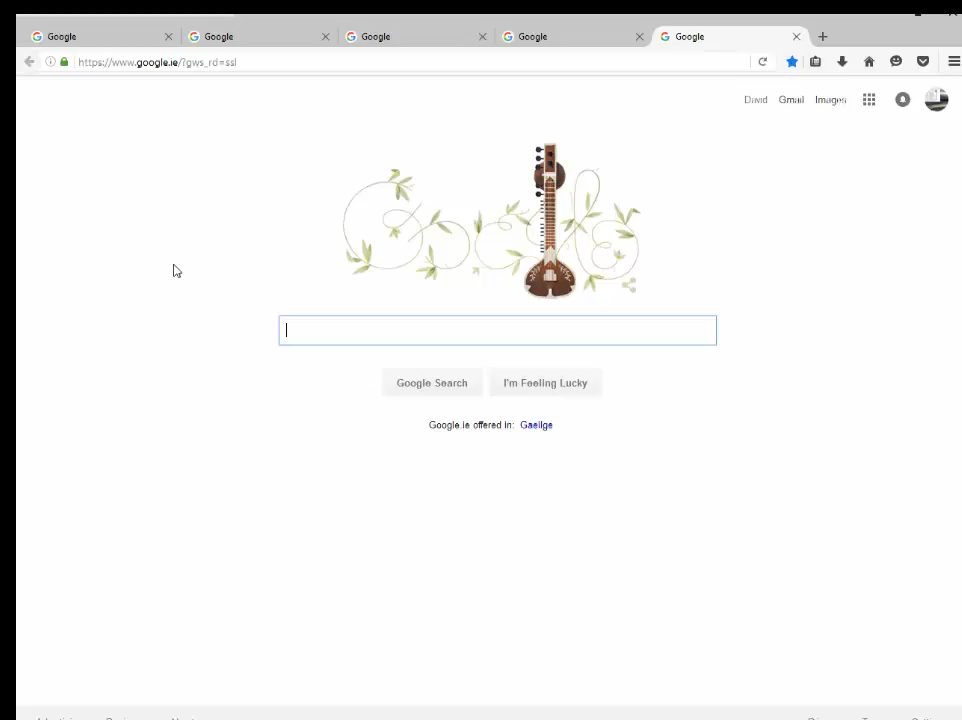 Google Google Google Google Google
https://www.google.ie/?gws_rd=ssl
David Gmail Images
Google
Google Search I'm Feeling Lucky
Google.ie offered in: Gaeilge